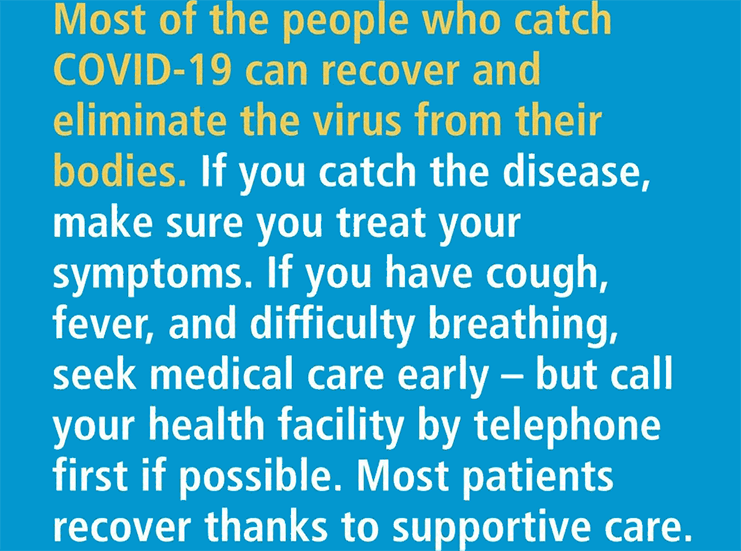 Most of the people who catch
COVID-19 can recover and
eliminate the virus from their
bodies. If you catch the disease,
make sure you treat your
symptoms. If you have cough,
fever, and difficulty breathing,
seek medical care early – but call
your health facility by telephone
first if possible. Most patients
recover thanks to supportive care.